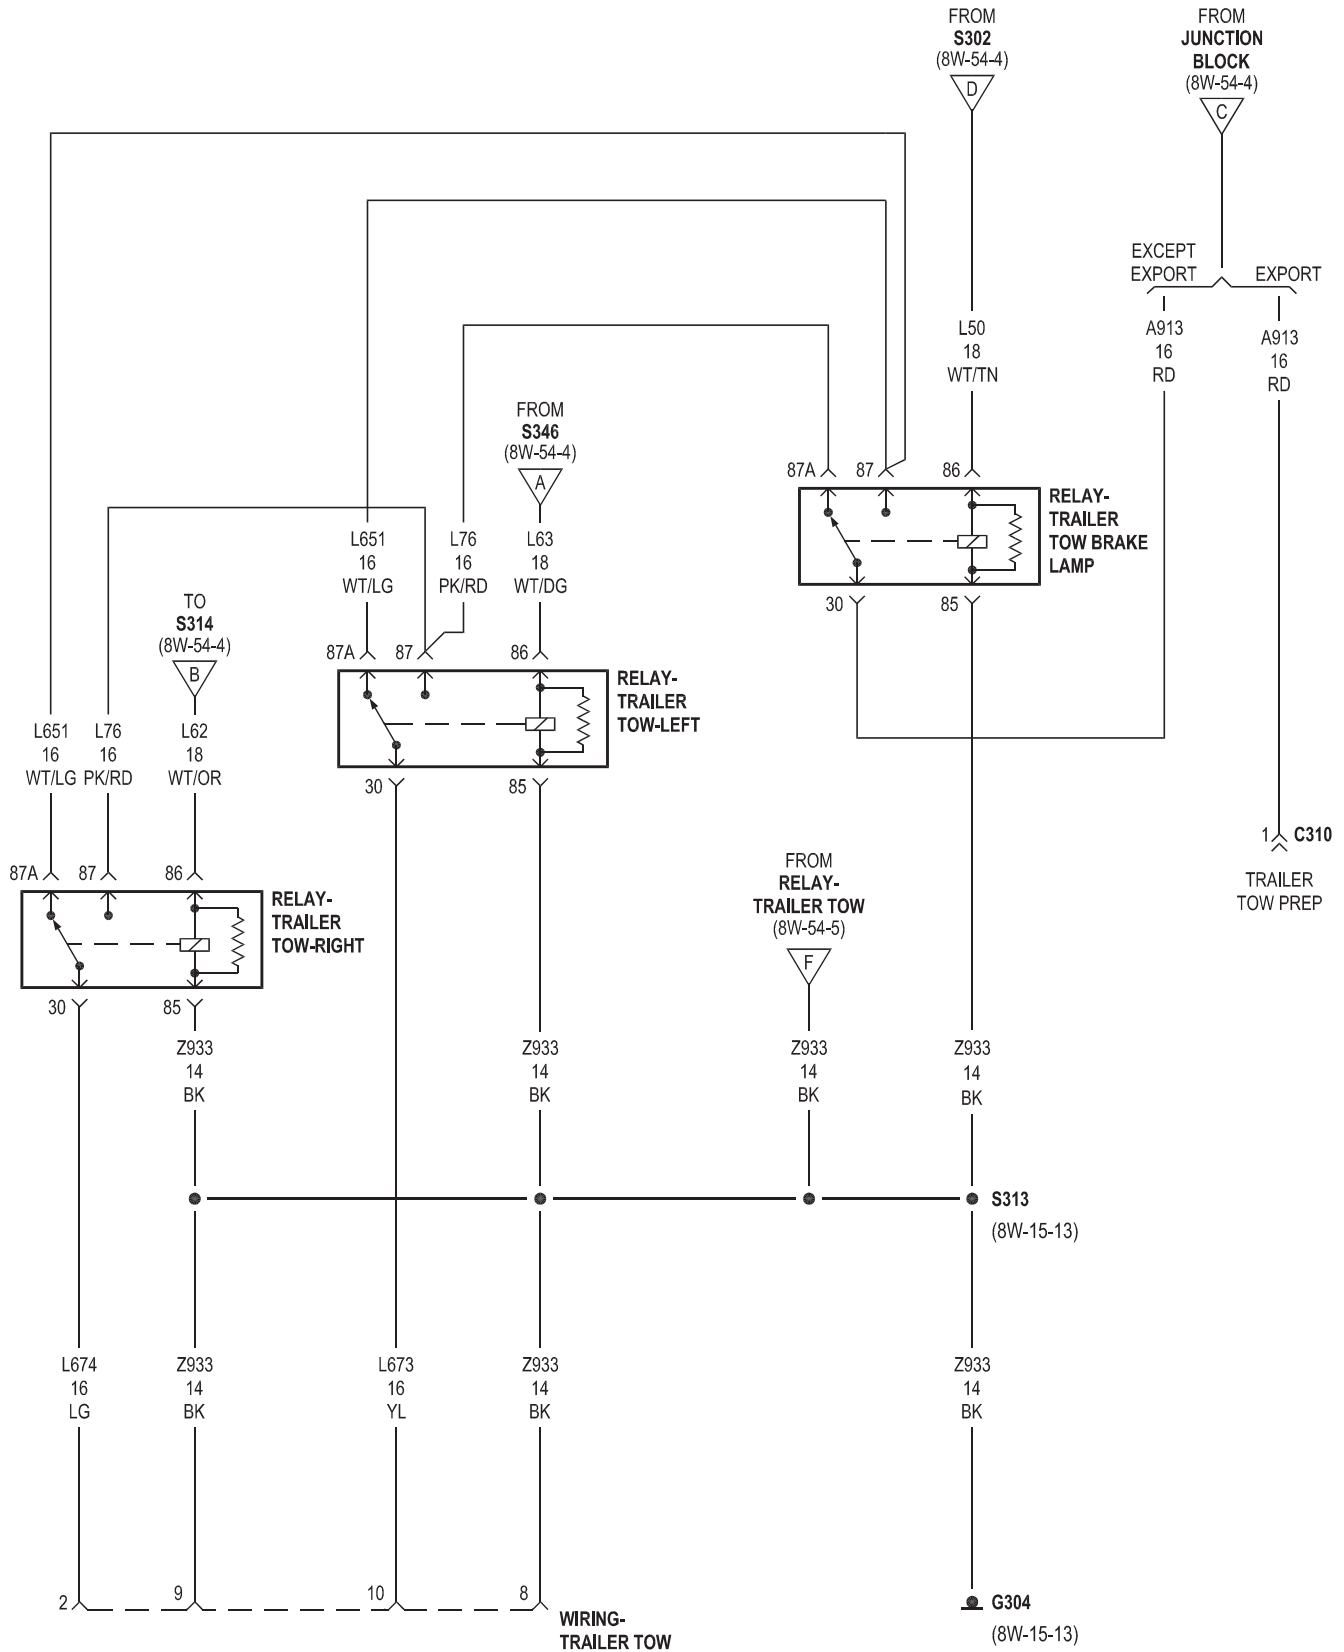 FROM
S302
(8W-54-4)
D
FROM
JUNCTION
BLOCK
(8W-54-4)
C
EXCEPT
EXPORT
EXPORT
L50
18
WT/TN
A913
16
RD
A913
16
RD
FROM
S346
(8W-54-4)
A
87A
87
86
RELAY-
TRAILER
TOW BRAKE
LAMP
30
85
L651
16
WT/LG
L76
16
PK/RD
L63
18
WT/DG
TO
S314
(8W-54-4)
B
87A
87
86
RELAY-
TRAILER
TOW-LEFT
30
85
L651
16
WT/LG
L76
16
PK/RD
L62
18
WT/OR
1
C310
TRAILER
TOW PREP
87A
87
86
RELAY-
TRAILER
TOW-RIGHT
30
85
FROM
RELAY-
TRAILER TOW
(8W-54-5)
F
Z933
14
BK
Z933
14
BK
Z933
14
BK
Z933
14
BK
S313
(8W-15-13)
L674
16
LG
Z933
14
BK
L673
16
YL
Z933
14
BK
Z933
14
BK
2
9
10
8
WIRING-
TRAILER TOW
G304
(8W-15-13)